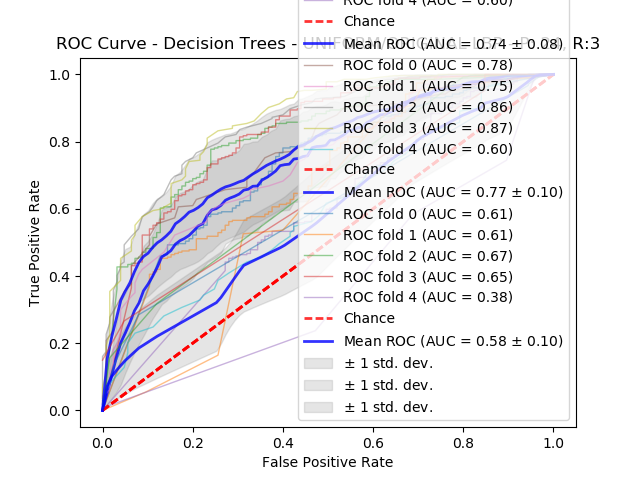 ROC fold 4 (AUC = 0.60)
Chance
ROC Curve - Decision Trees - UNIFORM/ORIGINAL LBP R:3
Mean ROC (AUC = 0.74 ± 0.08)
ROC fold 0 (AUC = 0.78)
ROC fold 1 (AUC = 0.75)
ROC fold 2 (AUC = 0.86)
ROC fold 3 (AUC = 0.87)
ROC fold 4 (AUC = 0.60)
Chance
Mean ROC (AUC = 0.77 ± 0.10)
ROC fold 0 (AUC = 0.61)
ROC fold 1 (AUC = 0.61)
ROC fold 2 (AUC = 0.67)
ROC fold 3 (AUC = 0.65)
ROC fold 4 (AUC = 0.38)
Chance
Mean ROC (AUC = 0.58 ± 0.10)
± 1 std. dev.
± 1 std. dev.
± 1 std. dev.
True Positive Rate
1.0
0.8
0.6
0.4
0.2
0.0
0.0 0.2 0.4 0.6 0.8 1.0
False Positive Rate